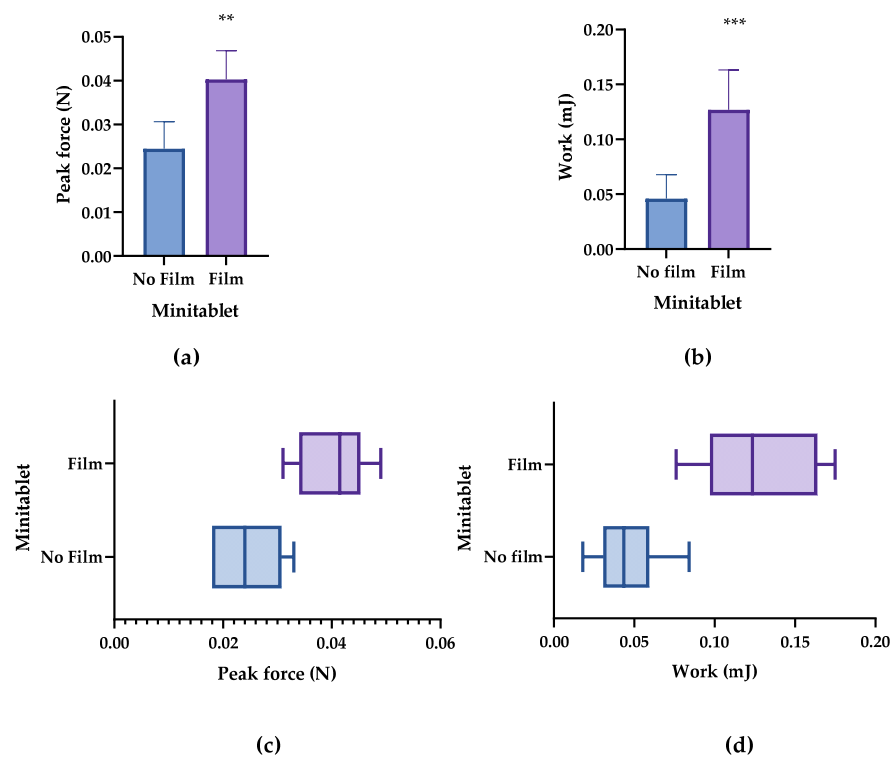 **
0.05
0.04
0.03
0.02
0.01
0.00
Peak force (N)
No Film Film
Minitablet
(a)
***
0.20
0.15
0.10
0.05
0.00
Work (mJ)
No film Film
Minitablet
(b)
Minitablet
Film
No Film
0.00 0.02 0.04 0.06
Peak force (N)
(c)
Minitablet
Film
No film
0.00 0.05 0.10 0.15 0.20
Work (mJ)
(d)